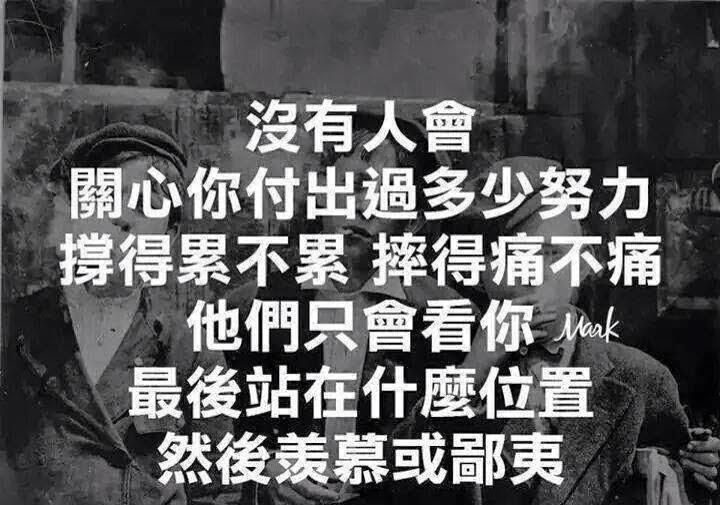 沒有人會
關心你付出過多少努力
撐得累不累 摔得痛不痛
他們只會看你 Mark
最後站在什麼位置
然後羨慕或鄙夷